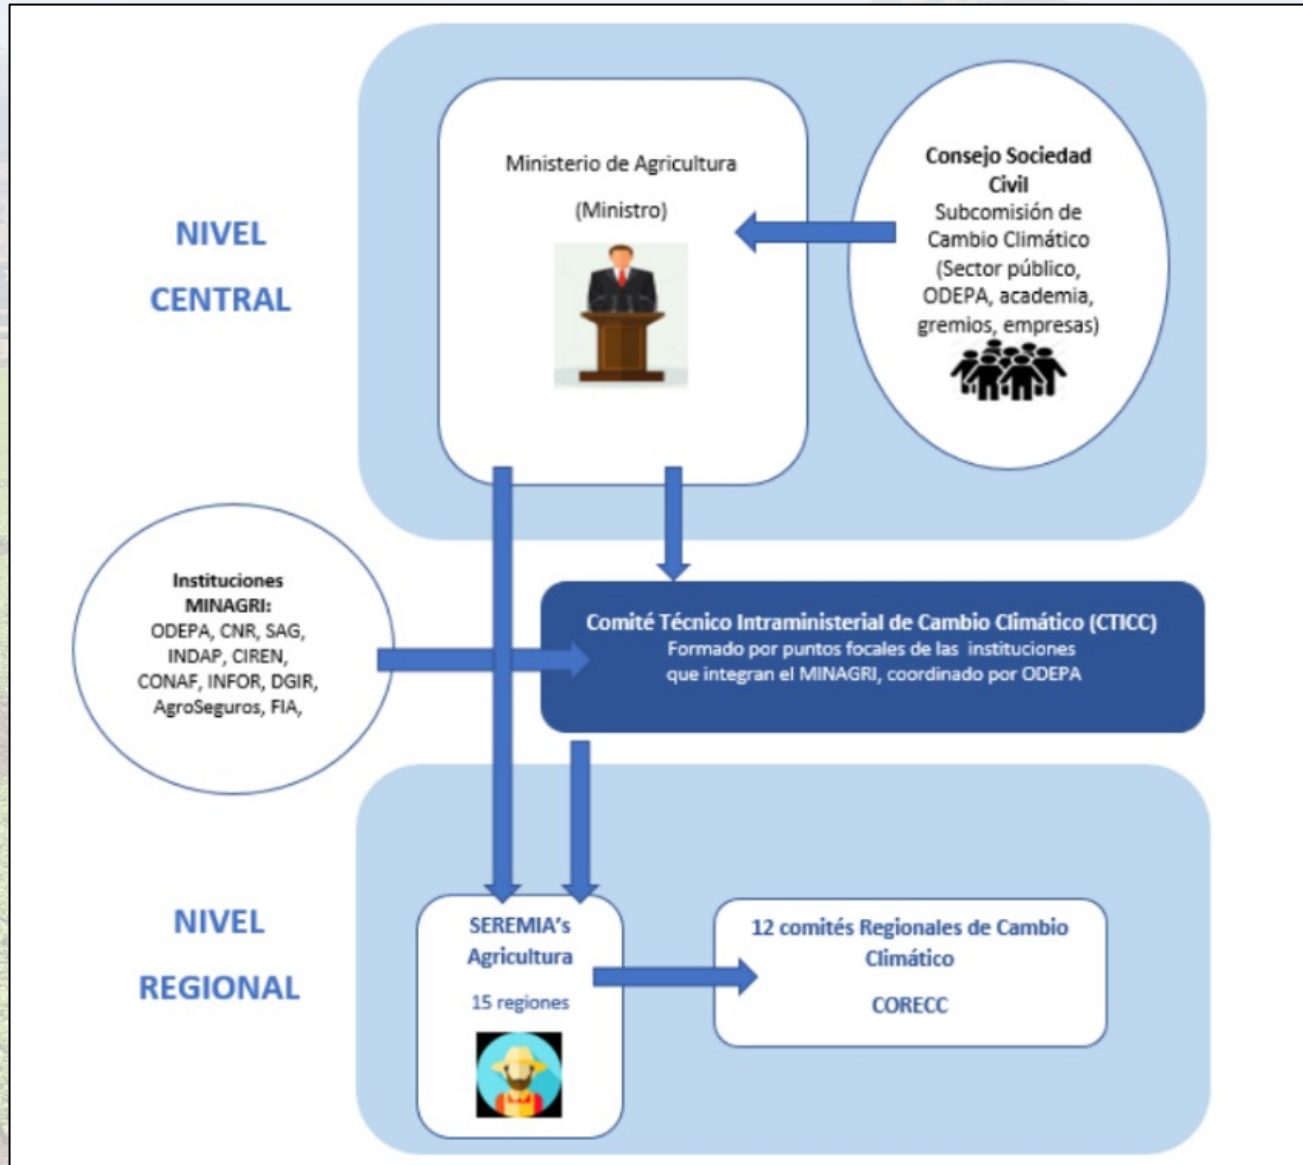 NIVEL
CENTRAL
Ministerio de Agricultura
(Ministro)
Consejo Sociedad
Civil
Subcomisión de
Cambio Climático
(Sector público,
ODEPA, academia,
gremios, empresas)
Instituciones
MINAGRI:
ODEPA, CNR, SAG,
INDAP, CIREN,
CONAF, INFOR, DGIR,
AgroSeguros, FIA,
Comité Técnico Intraministerial de Cambio Climático (CTICC)
Formado por puntos focales de las instituciones
que integran el MINAGRI, coordinado por ODEPA
NIVEL
REGIONAL
SEREMIA's
Agricultura
15 regiones
12 comités Regionales de Cambio
Climático
CORECC